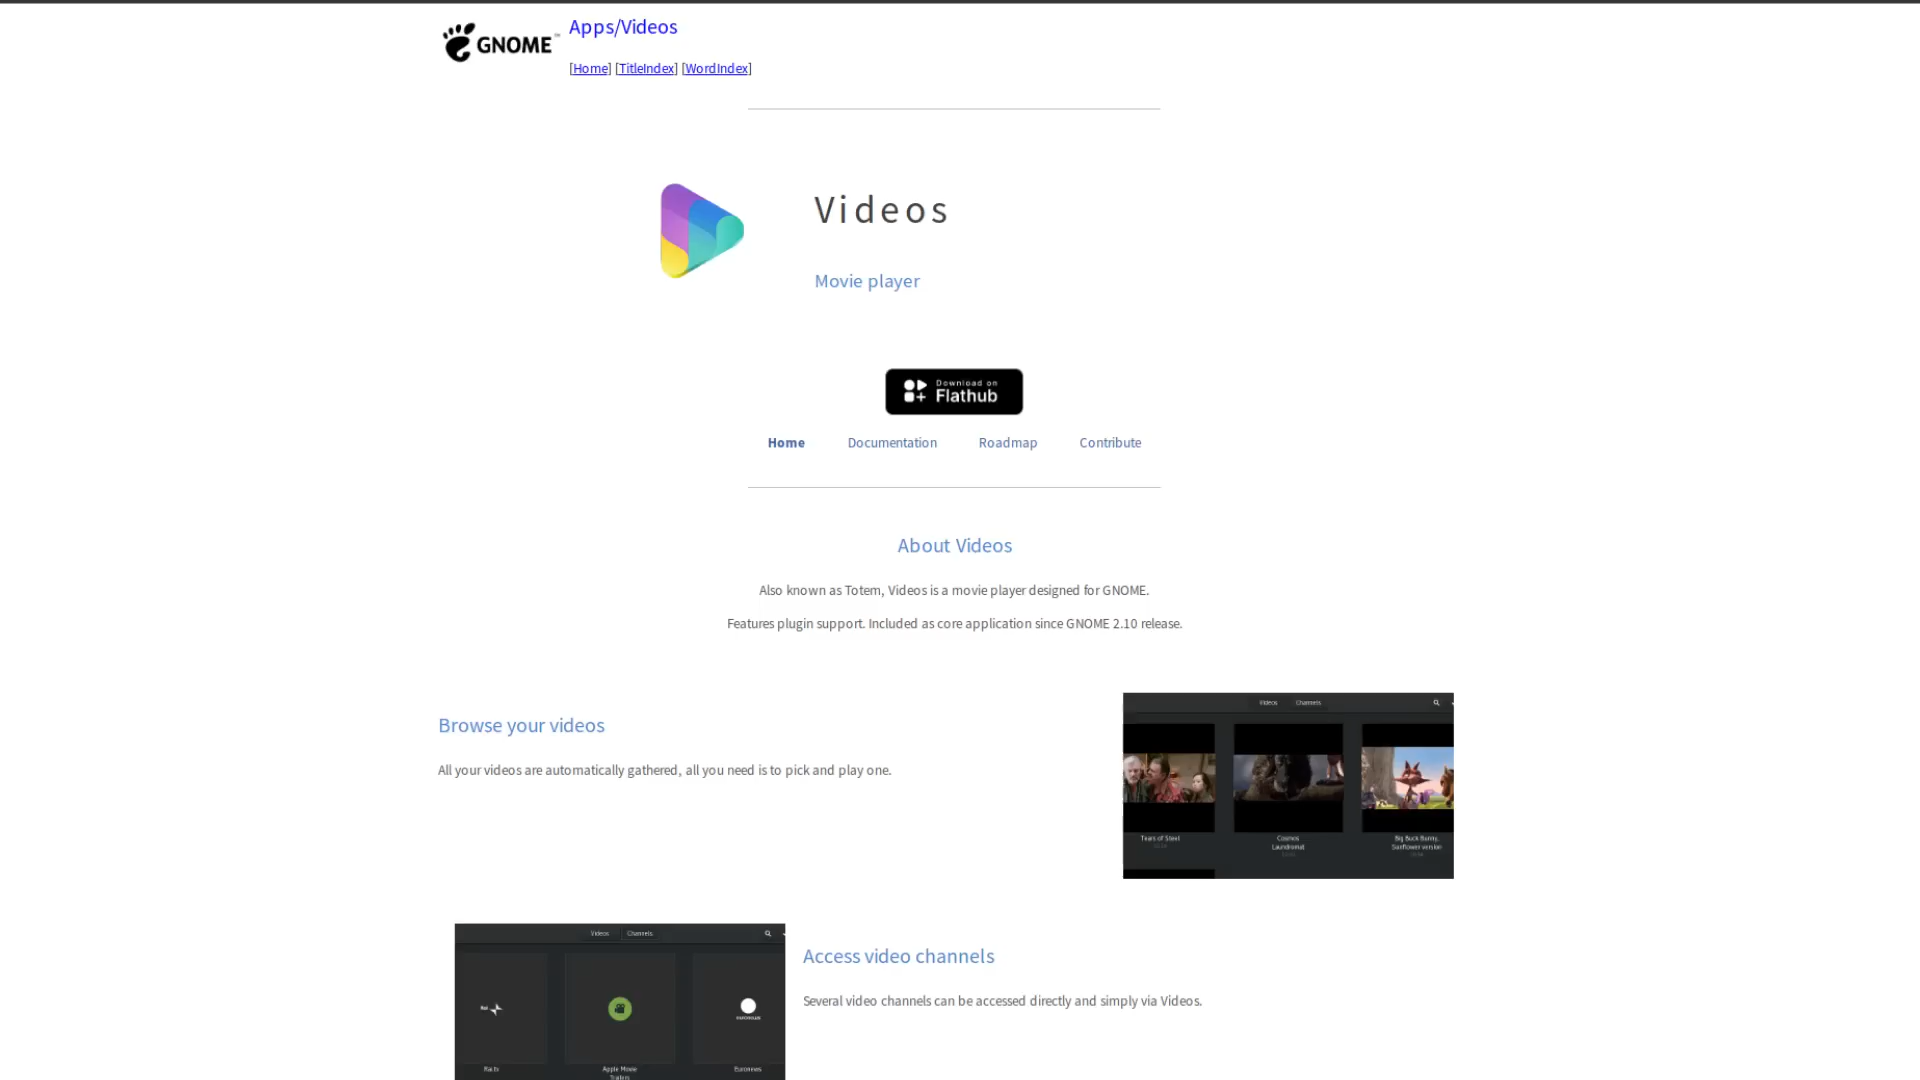 GNOME™
Apps/Videos
[Home] [TitleIndex] [WordIndex]
Videos
Movie player
Download on
Flathub
Home Documentation Roadmap Contribute
About Videos
Also known as Totem, Videos is a movie player designed for GNOME.
Features plugin support. Included as core application since GNOME 2.10 release.
Browse your videos
All your videos are automatically gathered, all you need is to pick and play one.
Videos Channels
Tears of Steel
Cosmos
Laundromat
Big Buck Bunny,
Sunflower version
Videos Channels
Rai.tv
Apple Movie
Trailers
Euronews
Access video channels
Several video channels can be accessed directly and simply via Videos.